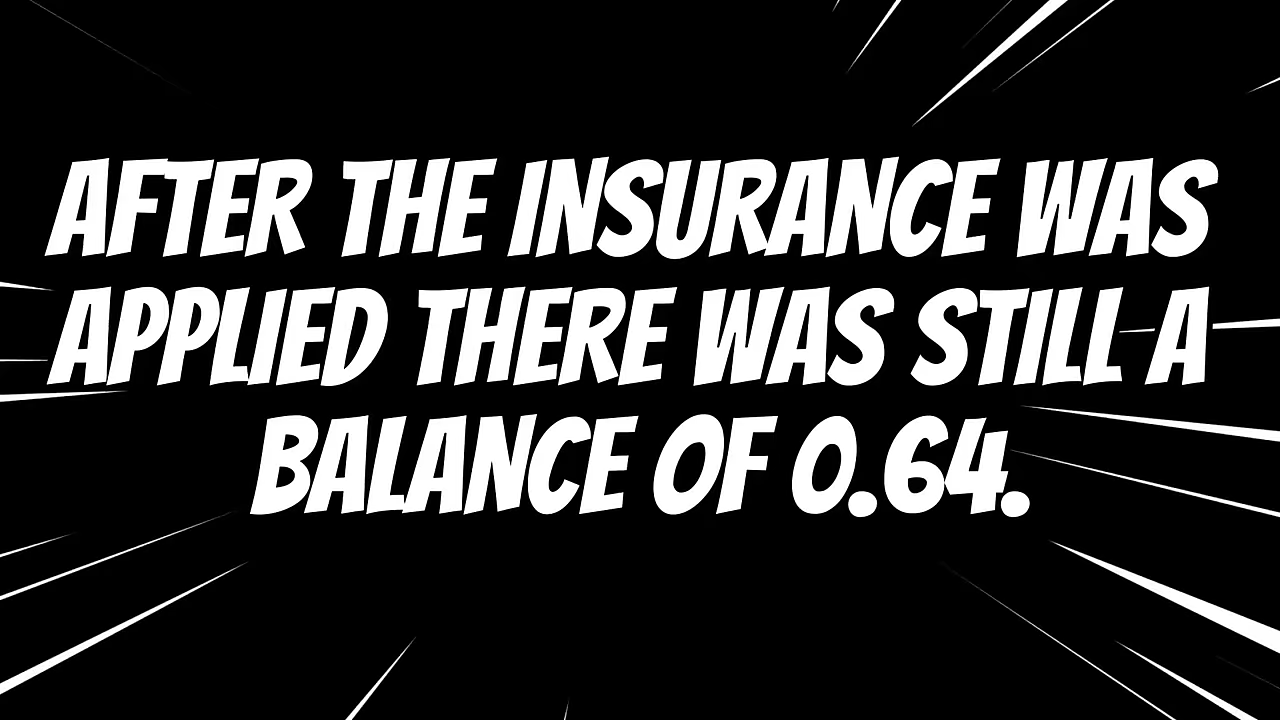 AFTER THE INSURANCE WAS
APPLIED THERE WAS STILL A
BALANCE OF 0.64.